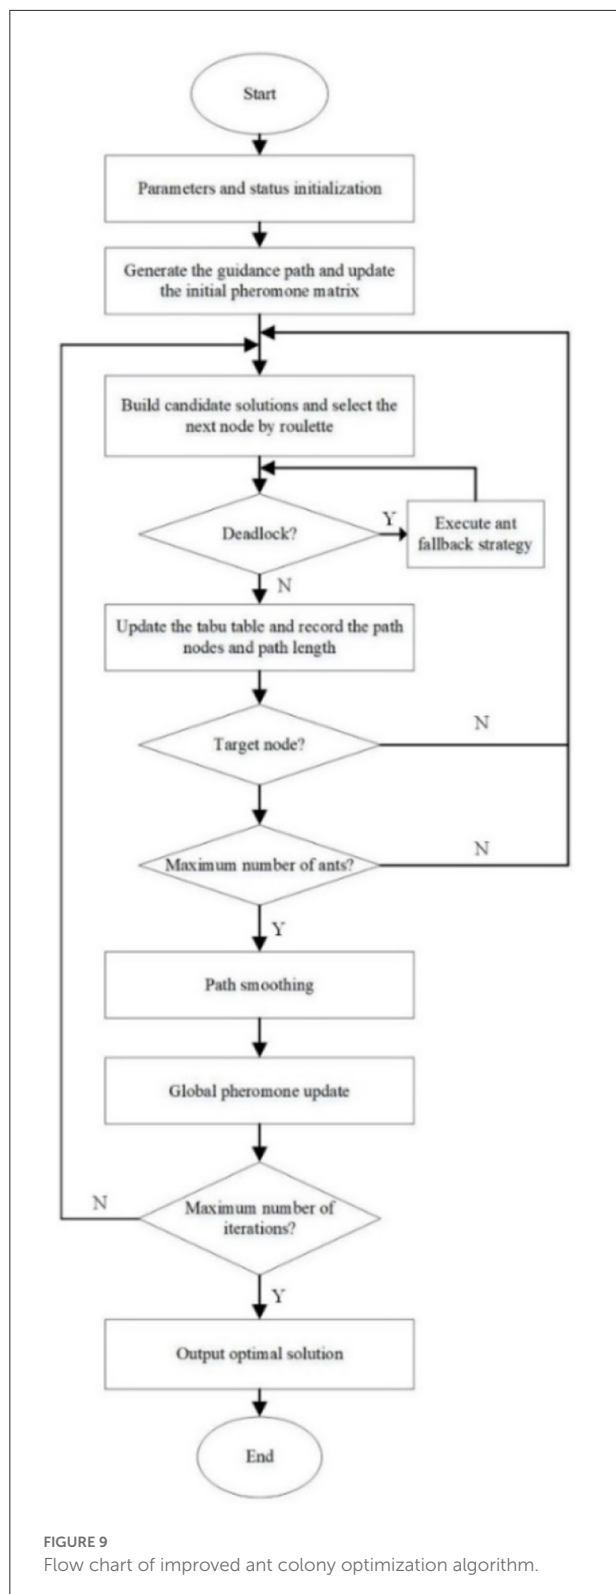 Start
Parameters and status initialization
Generate the guidance path and update
the initial pheromone matrix
Build candidate solutions and select the
next node by roulette
Deadlock?
Y
Execute ant
fallback strategy
N
Update the tabu table and record the path
nodes and path length
Target node?
N
Maximum number of ants?
N
Y
Path smoothing
Global pheromone update
Maximum number of
iterations?
N
Y
Output optimal solution
End
FIGURE 9
Flow chart of improved ant colony optimization algorithm.